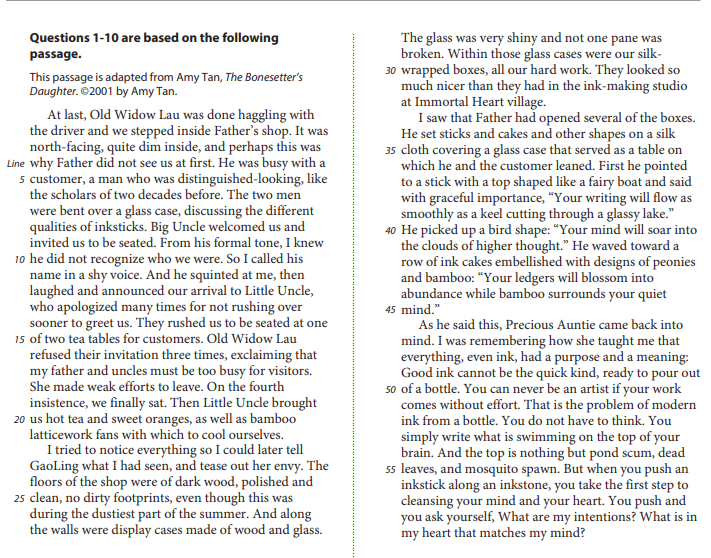 Questions 1-10 are based on the following
passage.
This passage is adapted from Amy Tan, The Bonesetter's
Daughter. ©2001 by Amy Tan.
At last, Old Widow Lau was done haggling with
the driver and we stepped inside Father's shop. It was
north-facing, quite dim inside, and perhaps this was
Line why Father did not see us at first. He was busy with a
5 customer, a man who was distinguished-looking, like
the scholars of two decades before. The two men
were bent over a glass case, discussing the different
qualities of inksticks. Big Uncle welcomed us and
invited us to be seated. From his formal tone, I knew
10 he did not recognize who we were. So I called his
name in a shy voice. And he squinted at me, then
laughed and announced our arrival to Little Uncle,
who apologized many times for not rushing over
sooner to greet us. They rushed us to be seated at one
15 of two tea tables for customers. Old Widow Lau
refused their invitation three times, exclaiming that
my father and uncles must be too busy for visitors.
She made weak efforts to leave. On the fourth
insistence, we finally sat. Then Little Uncle brought
20 us hot tea and sweet oranges, as well as bamboo
latticework fans with which to cool ourselves.
I tried to notice everything so I could later tell
GaoLing what I had seen, and tease out her envy. The
floors of the shop were of dark wood, polished and
25 clean, no dirty footprints, even though this was
during the dustiest part of the summer. And along
the walls were display cases made of wood and glass.
The glass was very shiny and not one pane was
broken. Within those glass cases were our silk-
30 wrapped boxes, all our hard work. They looked so
much nicer than they had in the ink-making studio
at Immortal Heart village.
I saw that Father had opened several of the boxes.
He set sticks and cakes and other shapes on a silk
35 cloth covering a glass case that served as a table on
which he and the customer leaned. First he pointed
to a stick with a top shaped like a fairy boat and said
with graceful importance, "Your writing will flow as
smoothly as a keel cutting through a glassy lake."
40 He picked up a bird shape: "Your mind will soar into
the clouds of higher thought." He waved toward a
row of ink cakes embellished with designs of peonies
and bamboo: "Your ledgers will blossom into
abundance while bamboo surrounds your quiet
45 mind."
As he said this, Precious Auntie came back into
mind. I was remembering how she taught me that
everything, even ink, had a purpose and a meaning:
Good ink cannot be the quick kind, ready to pour out
50 of a bottle. You can never be an artist if your work
comes without effort. That is the problem of modern
ink from a bottle. You do not have to think. You
simply write what is swimming on the top of your
brain. And the top is nothing but pond scum, dead
55 leaves, and mosquito spawn. But when you push an
inkstick along an inkstone, you take the first step to
cleansing your mind and your heart. You push and
you ask yourself, What are my intentions? What is in
my heart that matches my mind?